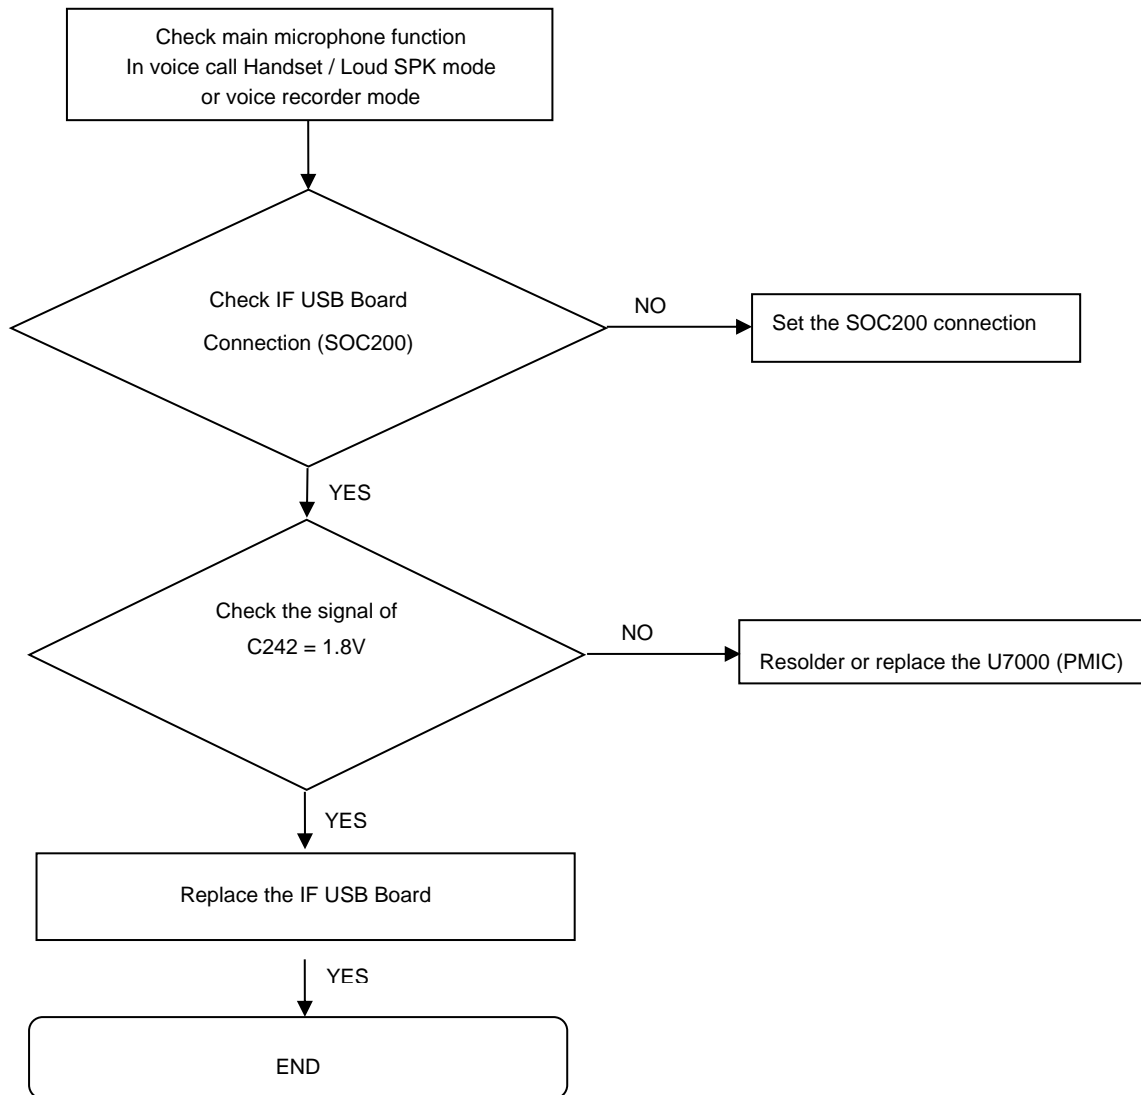 Check main microphone function
In voice call Handset / Loud SPK mode
or voice recorder mode
Check IF USB Board
Connection (SOC200)
NO
Set the SOC200 connection
YES
Check the signal of
C242 = 1.8V
NO
Resolder or replace the U7000 (PMIC)
YES
Replace the IF USB Board
YES
END